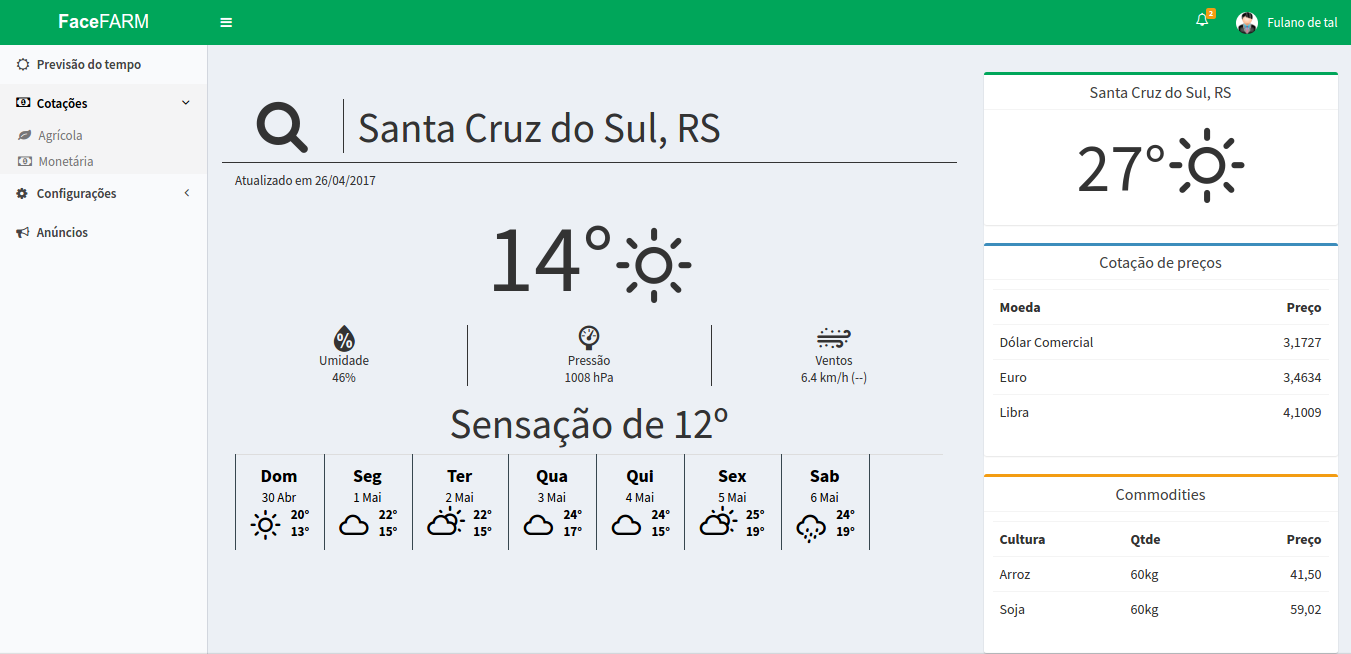 FaceFARM
2
Fulano de tal
Previsão do tempo
Cotações
Agrícola
Monetária
Configurações
Anúncios
Santa Cruz do Sul, RS
Atualizado em 26/04/2017
14°
%
Umidade
46%
Pressão
1008 hPa
Ventos
6.4 km/h (--)
Sensação de 12º
Dom
30 Abr
20°
13°
Seg
1 Mai
22°
15°
Ter
2 Mai
22°
15°
Qua
3 Mai
24°
17°
Qui
4 Mai
24°
15°
Sex
5 Mai
25°
19°
Sab
6 Mai
24°
19°
Santa Cruz do Sul, RS
27°
Cotação de preços
Moeda Preço
Dólar Comercial 3,1727
Euro 3,4634
Libra 4,1009
Commodities
Cultura Qtde Preço
Arroz 60kg 41,50
Soja 60kg 59,02